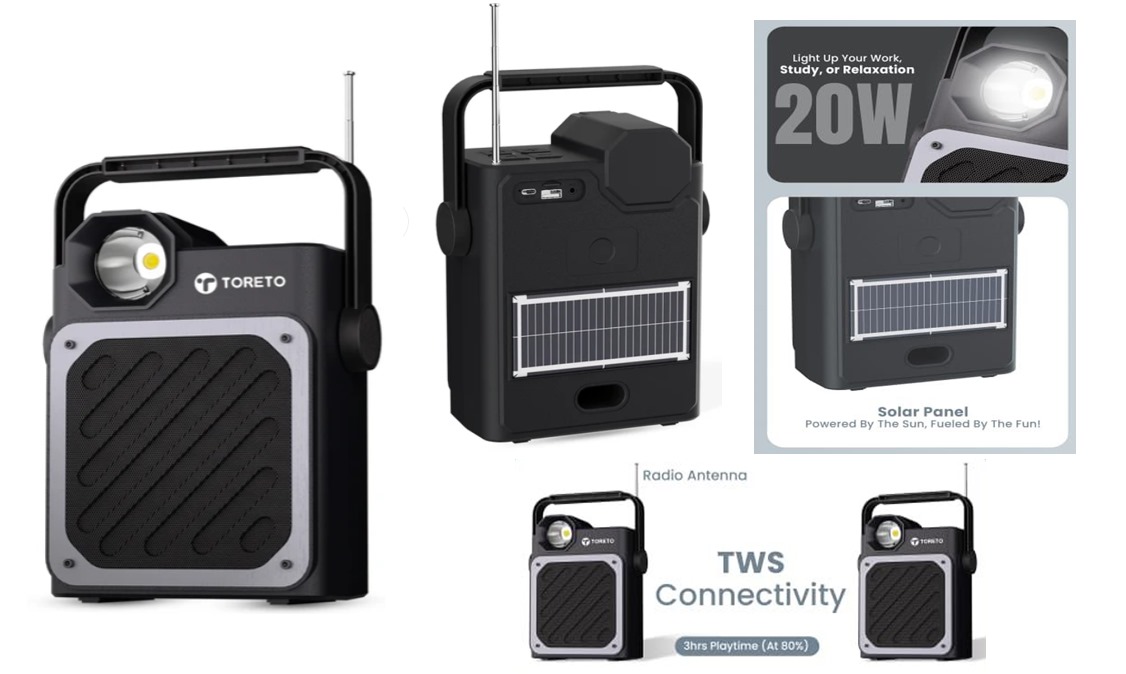 TORETO
Light Up Your Work,
Study, or Relaxation
20W
Solar Panel
Powered By The Sun, Fueled By The Fun!
Radio Antenna
TORETO
TWS
Connectivity
3hrs Playtime (At 80%)
TORETO